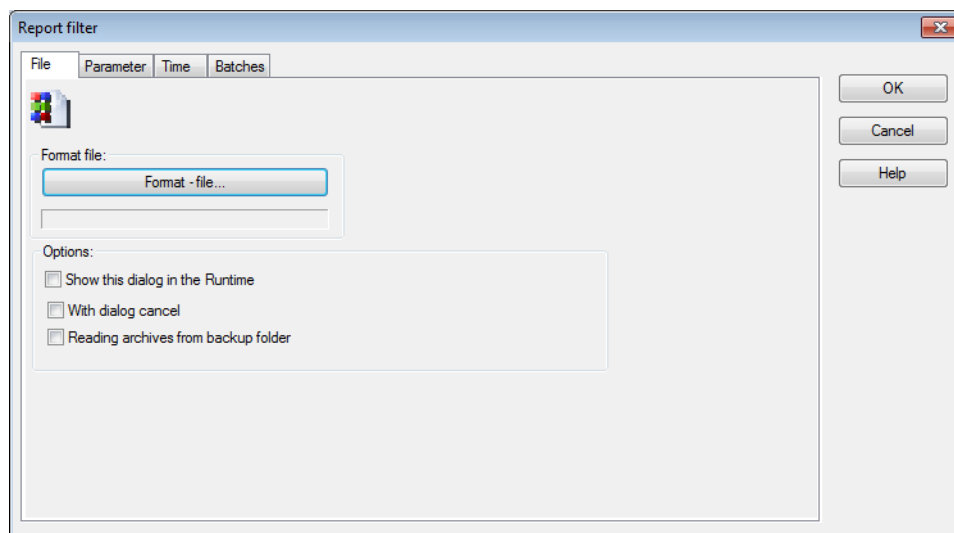 Report filter
File Parameter Time Batches
OK
Cancel
Help
Format file:
Format - file...
Options:
Show this dialog in the Runtime
With dialog cancel
Reading archives from backup folder